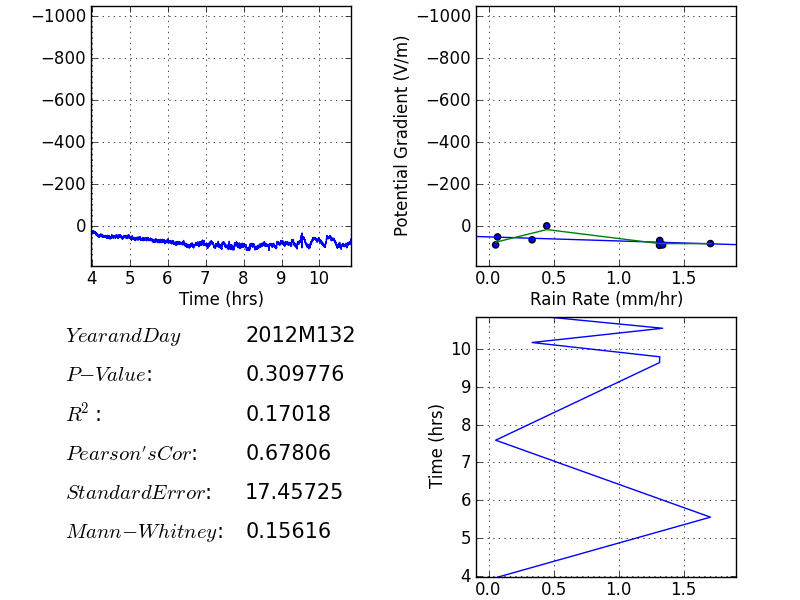 −1000
−800
−600
−400
−200
0
4 5 6 7 8 9 10
Time (hrs)
Potential Gradient (V/m)
−1000
−800
−600
−400
−200
0
0.0 0.5 1.0 1.5
Rain Rate (mm/hr)
YearandDay 2012M132
P−Value: 0.309776
R²: 0.17018
Pearson'sCor: 0.67806
StandardError: 17.45725
Mann−Whitney: 0.15616
Time (hrs)
10
9
8
7
6
5
4
0.0 0.5 1.0 1.5